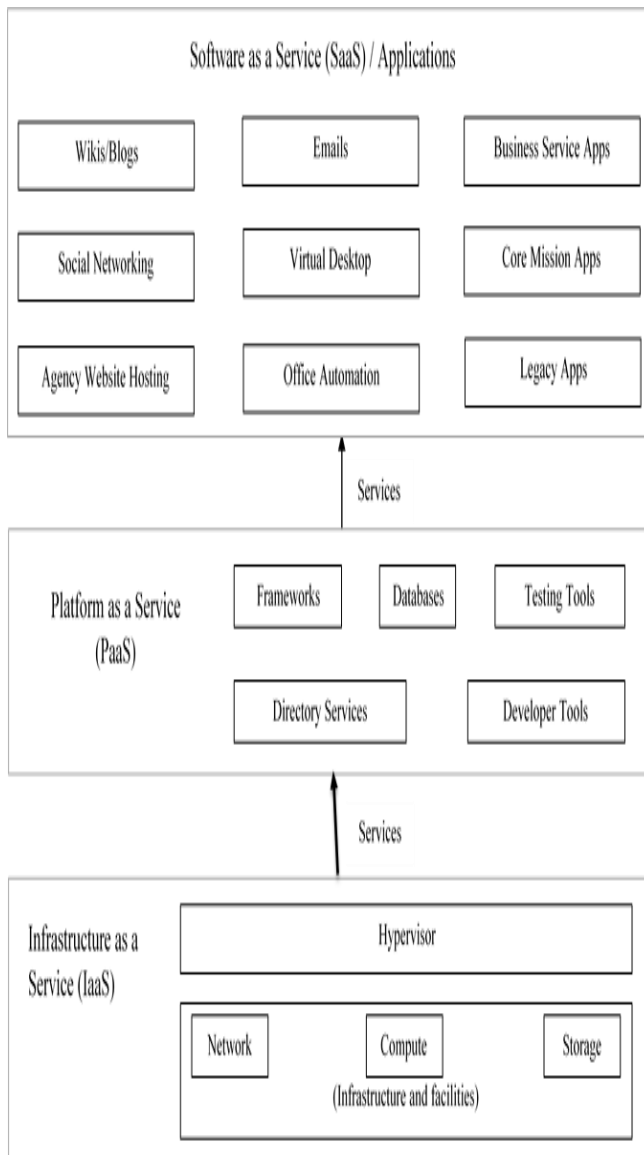 Software as a Service (SaaS) / Applications
Wikis/Blogs
Emails
Business Service Apps
Social Networking
Virtual Desktop
Core Mission Apps
Agency Website Hosting
Office Automation
Legacy Apps
Services
Platform as a Service
(PaaS)
Frameworks
Databases
Testing Tools
Directory Services
Developer Tools
Services
Infrastructure as a
Service (IaaS)
Hypervisor
Network
Compute
Storage
(Infrastructure and facilities)